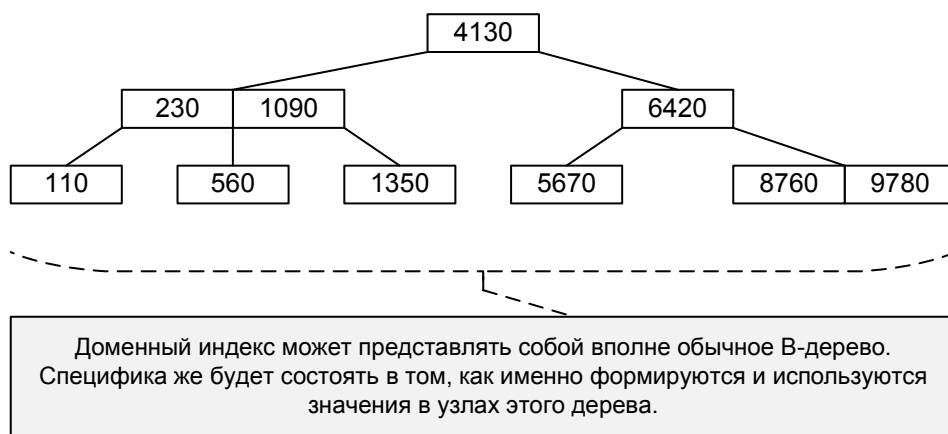 4130
230 1090 6420
110 560 1350 5670 8760 9780
Доменный индекс может представлять собой вполне обычное B-дерево.
Специфика же будет состоять в том, как именно формируются и используются
значения в узлах этого дерева.